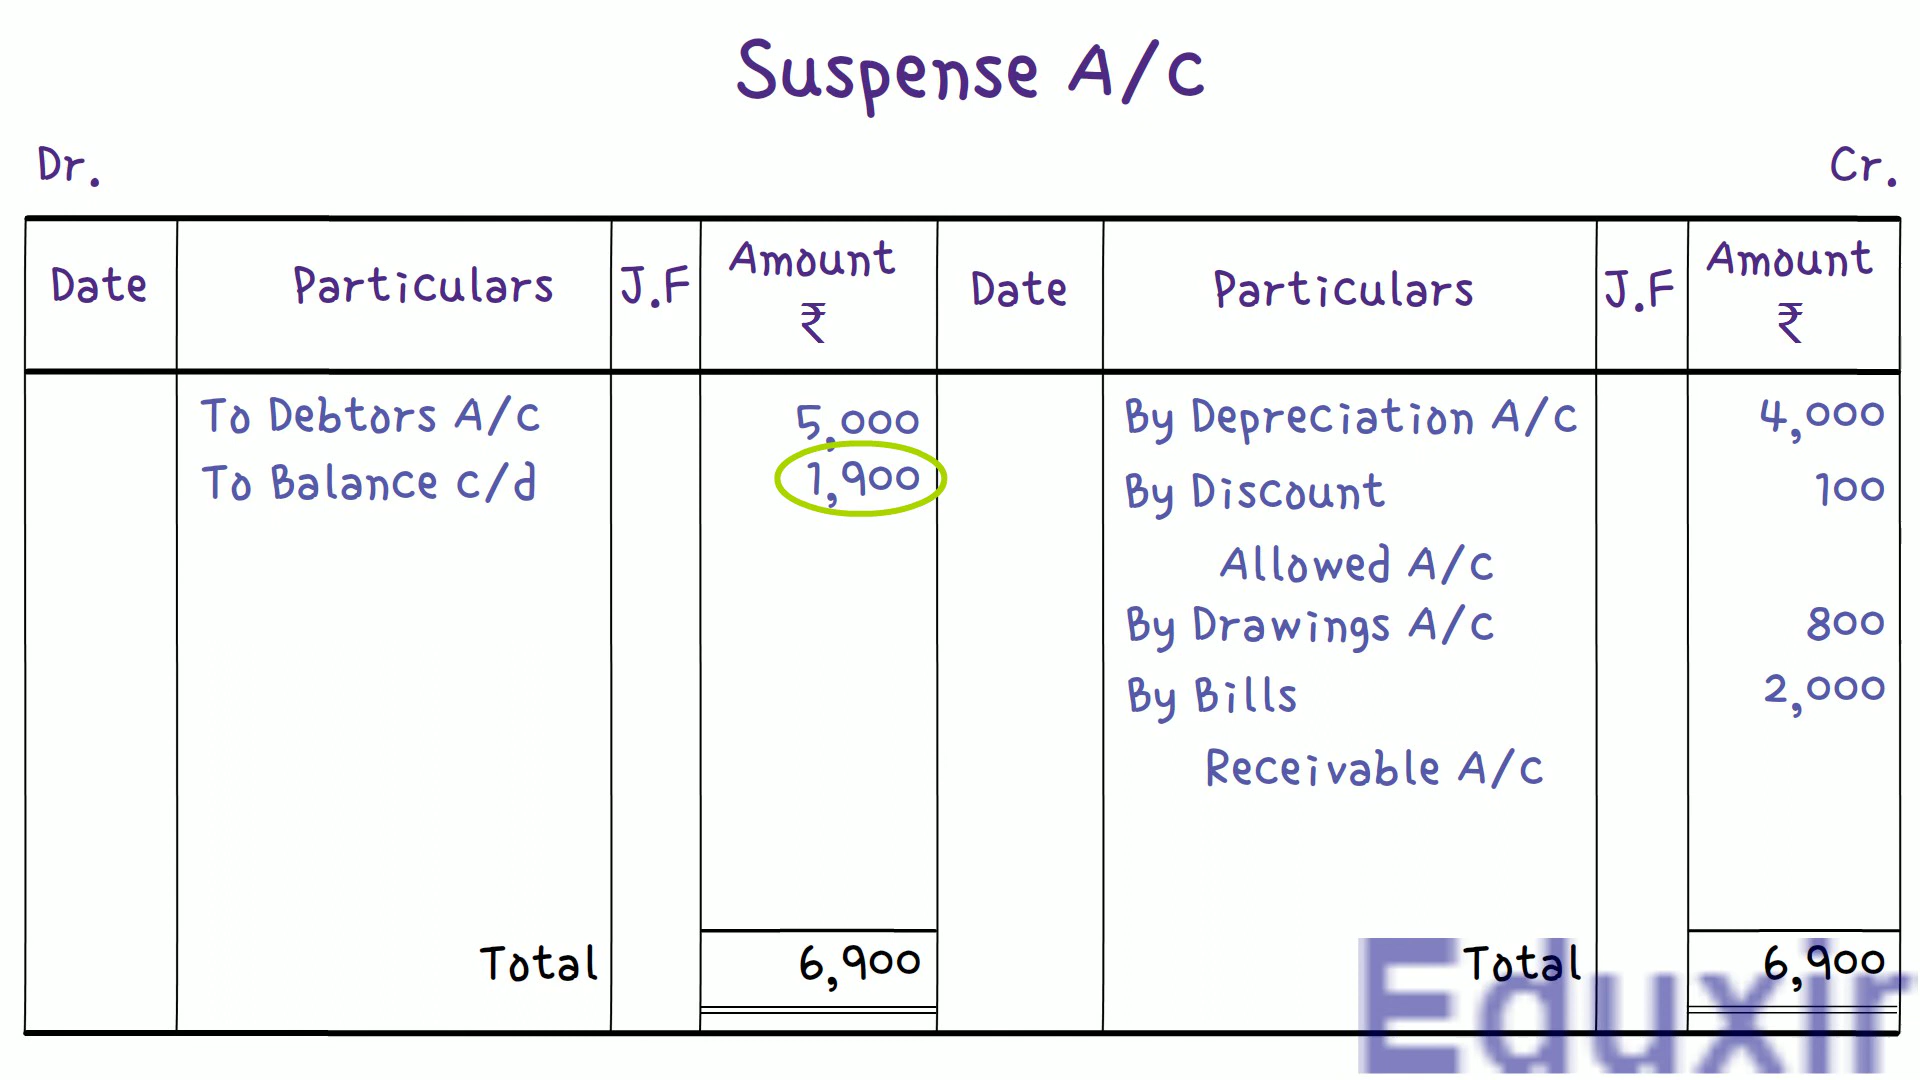 Suspense A/c
Dr. Cr.
Date Particulars J.F Amount ₹ Date Particulars J.F Amount ₹
To Debtors A/c 5,000 By Depreciation A/c 4,000
To Balance c/d 1,900 By Discount 100
Allowed A/c
By Drawings A/c 800
By Bills 2,000
Receivable A/c
Total 6,900 Total 6,900